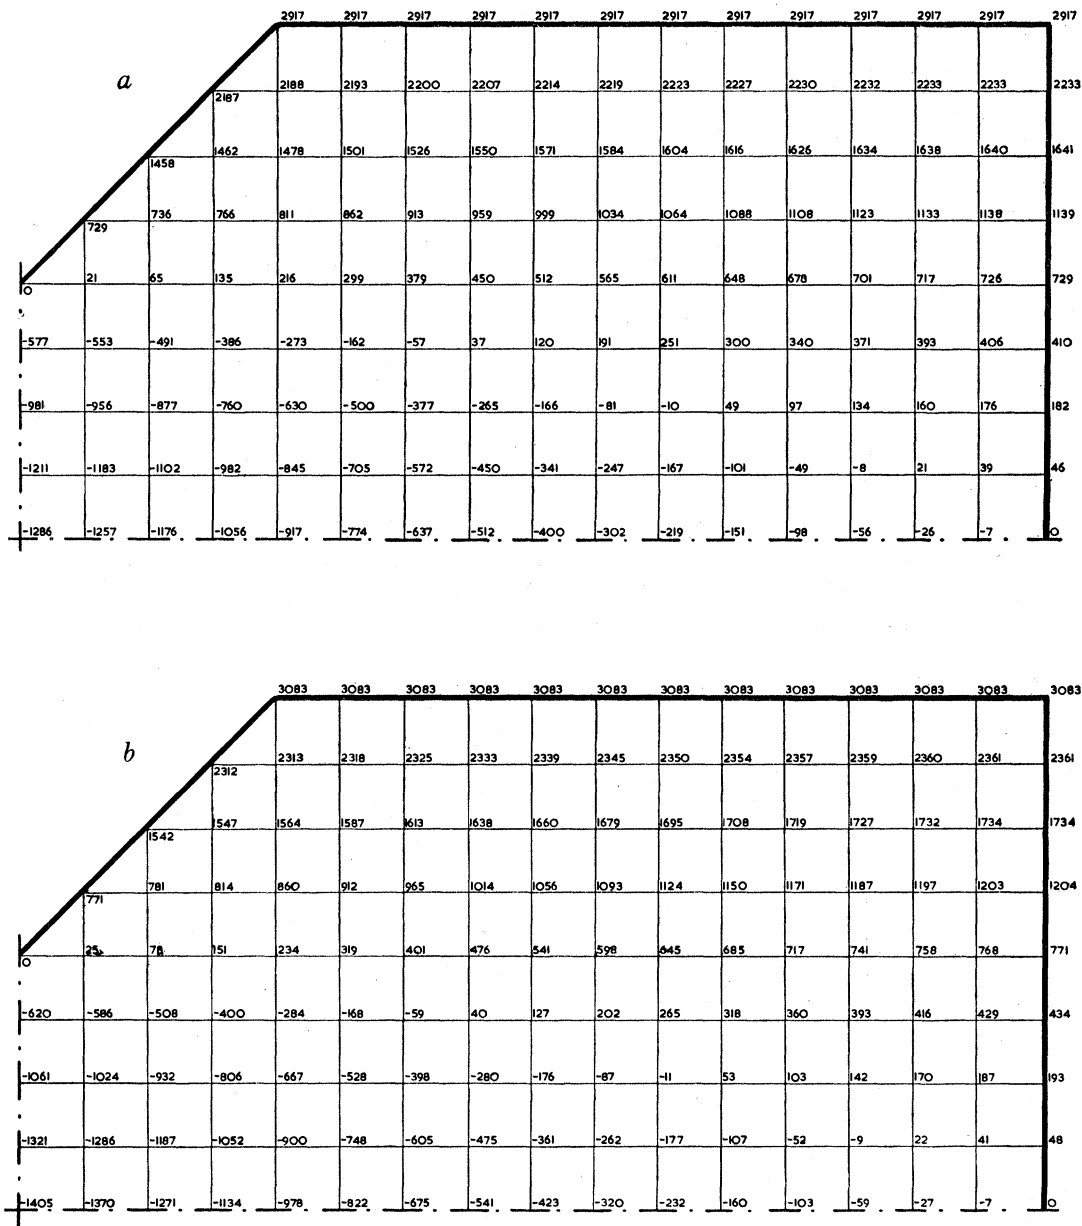 2917 2917 2917 2917 2917 2917 2917 2917 2917 2917 2917 2917 2917
a
2188 2193 2200 2207 2214 2219 2223 2227 2230 2232 2233 2233 2233
2187
1462 1478 1501 1526 1550 1571 1584 1604 1616 1626 1634 1638 1640 1641
1458
736 766 811 862 913 959 999 1034 1064 1088 1108 1123 1133 1138 1139
729
21 65 135 216 299 379 450 512 565 611 648 678 701 717 726 729
0
-577 -553 -491 -386 -273 -162 -57 37 120 191 251 300 340 371 393 406 410
-981 -956 -877 -760 -630 -500 -377 -265 -166 -81 -10 49 97 134 160 176 182
-1211 -1183 -1102 -982 -845 -705 -572 -450 -341 -247 -167 -101 -49 -8 21 39 46
-1286 -1257 -1176 -1056 -917 -774 -637 -512 -400 -302 -219 -151 -98 -56 -26 -7 0
3083 3083 3083 3083 3083 3083 3083 3083 3083 3083 3083 3083 3083
b
2313 2318 2325 2333 2339 2345 2350 2354 2357 2359 2360 2361 2361
2312
1547 1564 1587 1613 1638 1660 1679 1695 1708 1719 1727 1732 1734 1734
1542
781 814 860 912 965 1014 1056 1093 1124 1150 1171 1187 1197 1203 1204
771
25 78 151 234 319 401 476 541 598 645 685 717 741 758 768 771
0
-620 -586 -508 -400 -284 -168 -59 40 127 202 265 318 360 393 416 429 434
-1061 -1024 -932 -806 -667 -528 -398 -280 -176 -87 -11 53 103 142 170 187 193
-1321 -1286 -1187 -1052 -900 -748 -605 -475 -361 -262 -177 -107 -52 -9 22 41 48
-1405 -1370 -1271 -1134 -978 -822 -675 -541 -423 -320 -232 -160 -103 -59 -27 -7 0